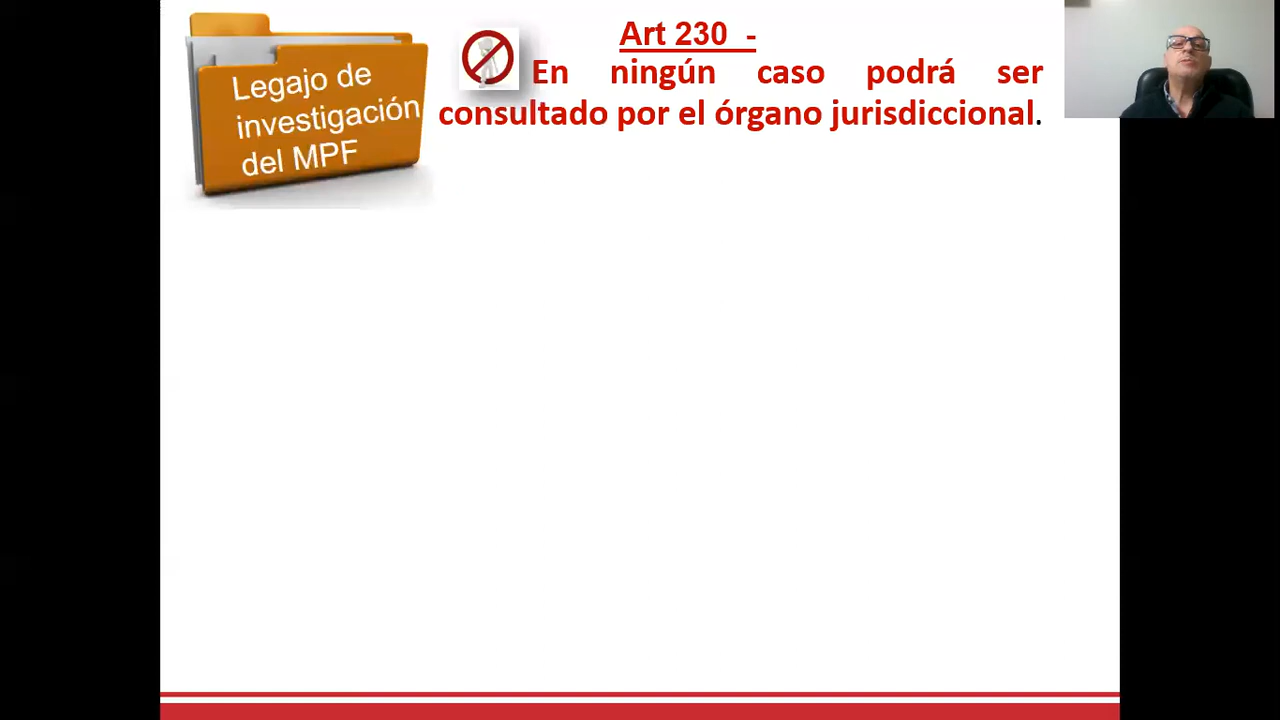 Legajo de
investigación
del MPF
Art 230 -
En ningún caso podrá ser
consultado por el órgano jurisdiccional.